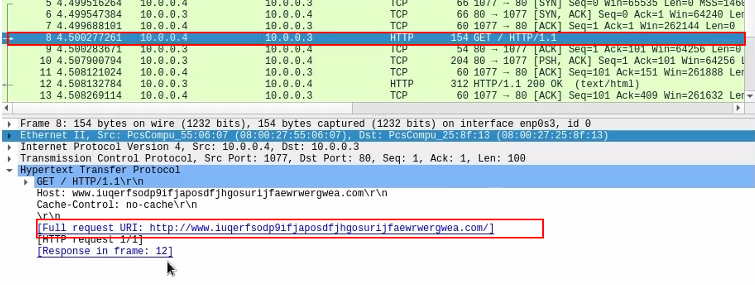 5 4.499516264 10.0.0.4 10.0.0.3 TCP 66 1077 → 80 [SYN] Seq=0 Win=65535 Len=0 MSS=1460
6 4.499547384 10.0.0.3 10.0.0.4 TCP 66 80 → 1077 [SYN, ACK] Seq=0 Ack=1 Win=64240 Len
7 4.499688101 10.0.0.4 10.0.0.3 TCP 60 1077 → 80 [ACK] Seq=1 Ack=1 Win=262144 Len=0
8 4.500277261 10.0.0.4 10.0.0.3 HTTP 154 GET / HTTP/1.1
9 4.500283671 10.0.0.3 10.0.0.4 TCP 54 80 → 1077 [ACK] Seq=1 Ack=101 Win=64256 Len
10 4.507900794 10.0.0.3 10.0.0.4 TCP 204 80 → 1077 [PSH, ACK] Seq=1 Ack=101 Win=64256
11 4.508121024 10.0.0.4 10.0.0.3 TCP 60 1077 → 80 [ACK] Seq=101 Ack=151 Win=261888
12 4.508132784 10.0.0.3 10.0.0.4 HTTP 312 HTTP/1.1 200 OK (text/html)
13 4.508269114 10.0.0.4 10.0.0.3 TCP 60 1077 → 80 [ACK] Seq=101 Ack=409 Win=261632
Frame 8: 154 bytes on wire (1232 bits), 154 bytes captured (1232 bits) on interface enp0s3, id 0
Ethernet II, Src: PcsCompu_55:06:07 (08:00:27:55:06:07), Dst: PcsCompu_25:8f:13 (08:00:27:25:8f:13)
Internet Protocol Version 4, Src: 10.0.0.4, Dst: 10.0.0.3
Transmission Control Protocol, Src Port: 1077, Dst Port: 80, Seq: 1, Ack: 1, Len: 100
Hypertext Transfer Protocol
GET / HTTP/1.1\r\n
Host: www.iuqerfsodp9ifjaposdfjhgosurijfaewrwergwea.com\r\n
Cache-Control: no-cache\r\n
\r\n
[Full request URI: http://www.iuqerfsodp9ifjaposdfjhgosurijfaewrwergwea.com/]
[HTTP request 1/1]
[Response in frame: 12]